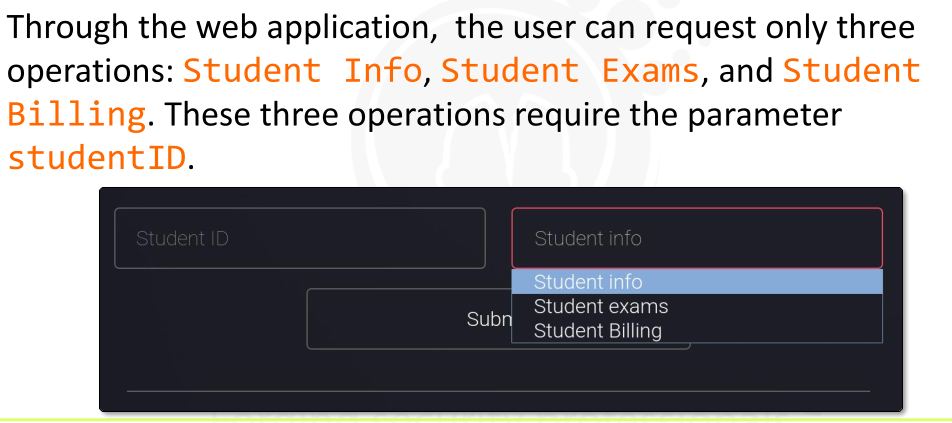 Through the web application, the user can request only three
operations: Student Info, Student Exams, and Student
Billing. These three operations require the parameter
studentID.
Student ID
Student info
Student info
Student exams
Subm
Student Billing